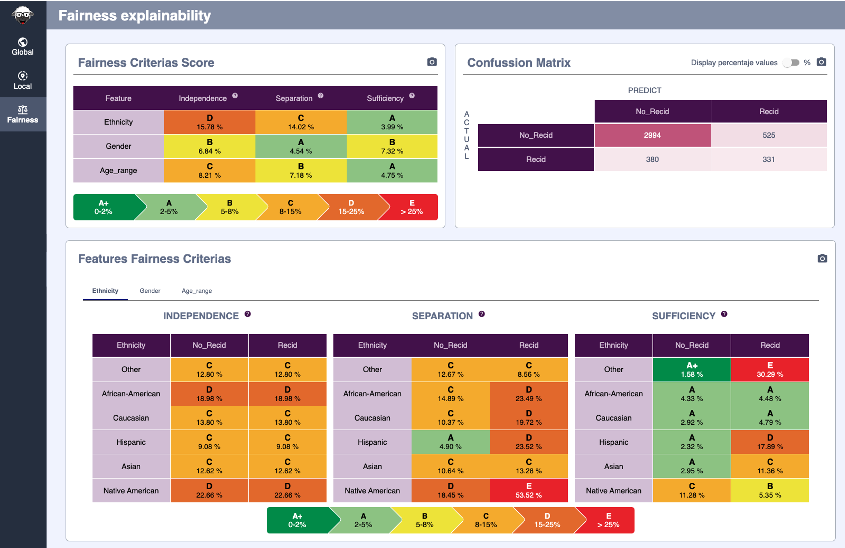 Fairness explainability
Global
Local
Fairness
Fairness Criterias Score
Feature Independence ? Separation ? Sufficiency ?
Ethnicity D 15.78 % C 14.02 % A 3.99 %
Gender B 6.84 % A 4.54 % B 7.32 %
Age_range C 8.21 % B 7.18 % A 4.75 %
A+ A B C D E
0-2% 2-5% 5-8% 8-15% 15-25% > 25%
Confussion Matrix
Display percentaje values %
PREDICT
ACTUAL
No_Recid Recid
No_Recid 2994 525
Recid 380 331
Features Fairness Criterias
Ethnicity Gender Age_range
INDEPENDENCE ? SEPARATION ? SUFFICIENCY ?
Ethnicity No_Recid Recid Ethnicity No_Recid Recid Ethnicity No_Recid Recid
Other C 12.80 % C 12.80 % Other C 12.67 % C 8.56 % Other A+ 1.58 % E 30.29 %
African-American D 18.98 % D 18.98 % African-American C 14.89 % D 23.49 % African-American A 4.33 % A 4.48 %
Caucasian C 13.80 % C 13.80 % Caucasian C 10.37 % D 19.72 % Caucasian A 2.92 % A 4.79 %
Hispanic C 9.08 % C 9.08 % Hispanic A 4.90 % D 23.52 % Hispanic A 2.32 % D 17.89 %
Asian C 12.62 % C 12.62 % Asian C 10.64 % C 13.28 % Asian A 2.95 % C 11.36 %
Native American D 22.66 % D 22.66 % Native American D 18.45 % E 53.52 % Native American C 11.28 % B 5.35 %
A+ A B C D E
0-2% 2-5% 5-8% 8-15% 15-25% > 25%